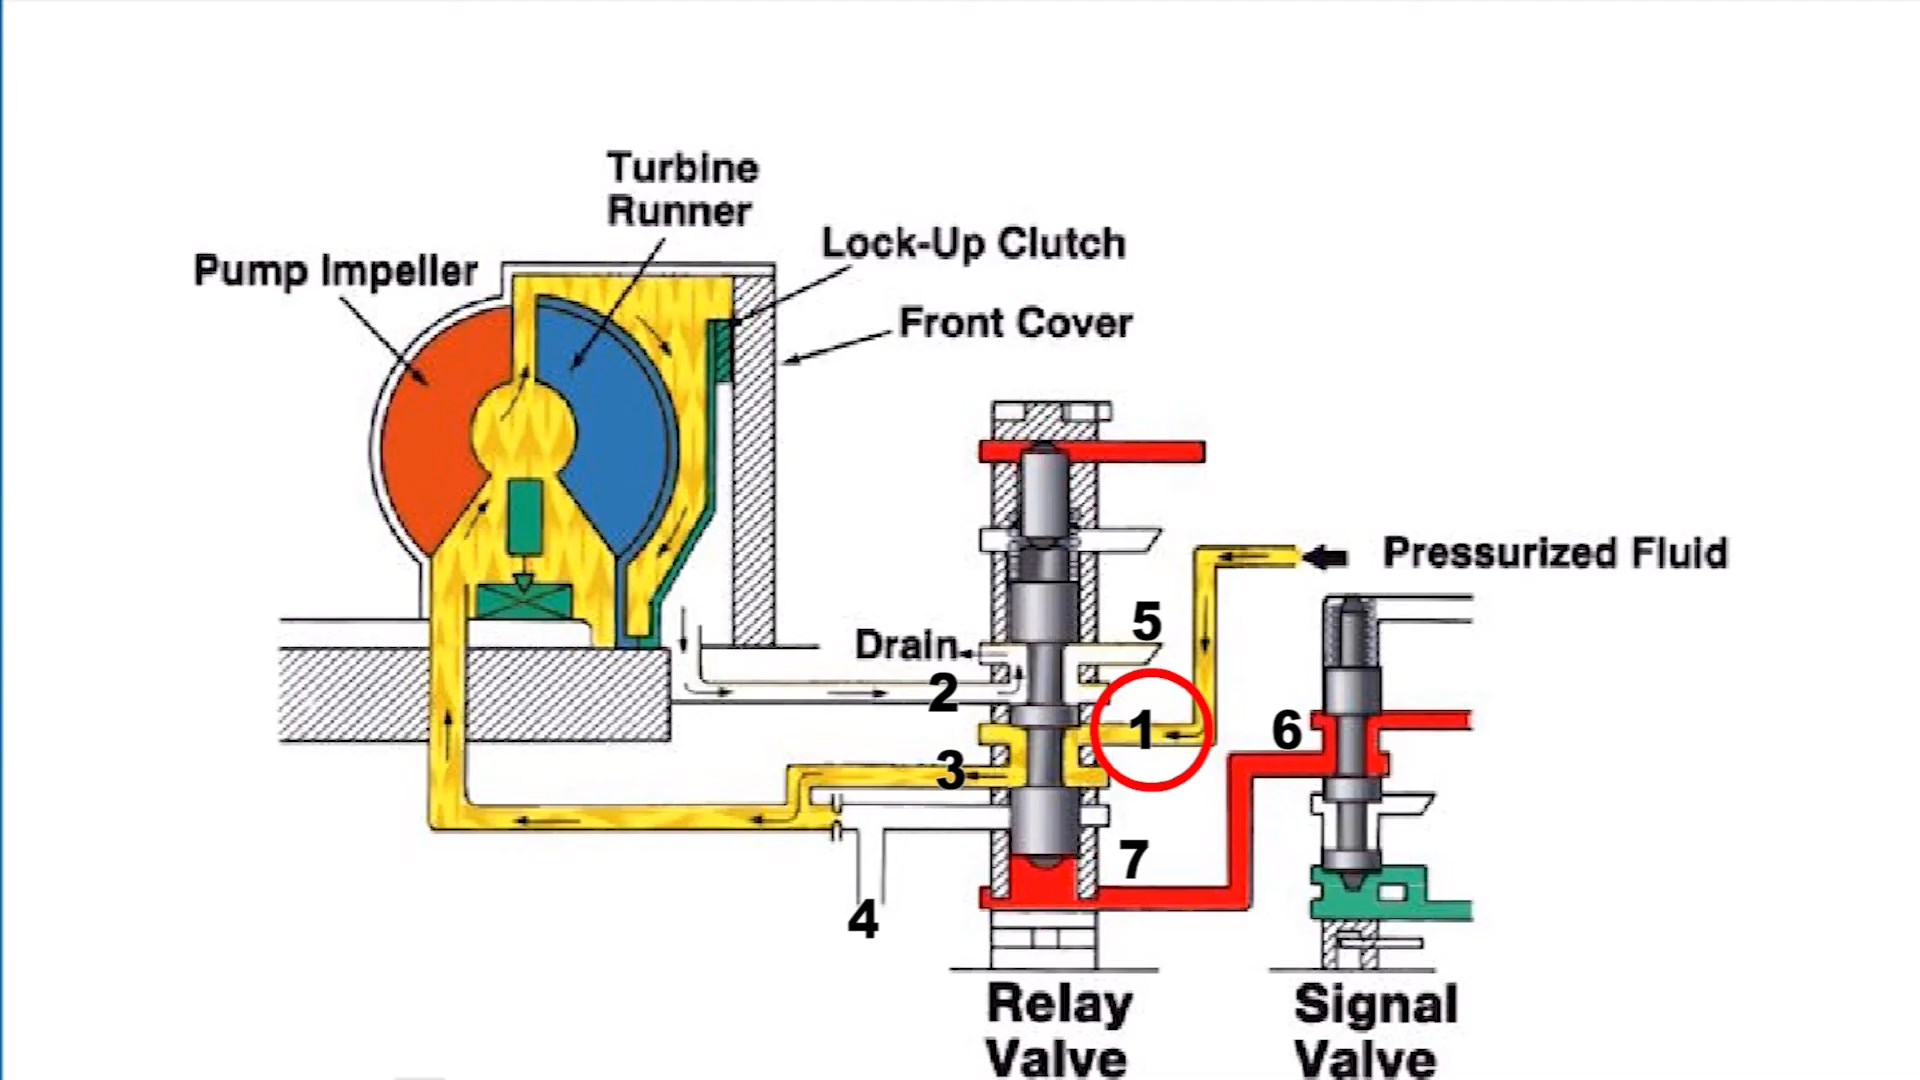 Turbine
Runner
Pump Impeller
Lock-Up Clutch
Front Cover
Pressurized Fluid
5
Drain
2
1
6
3
7
4
Relay
Valve
Signal
Valve